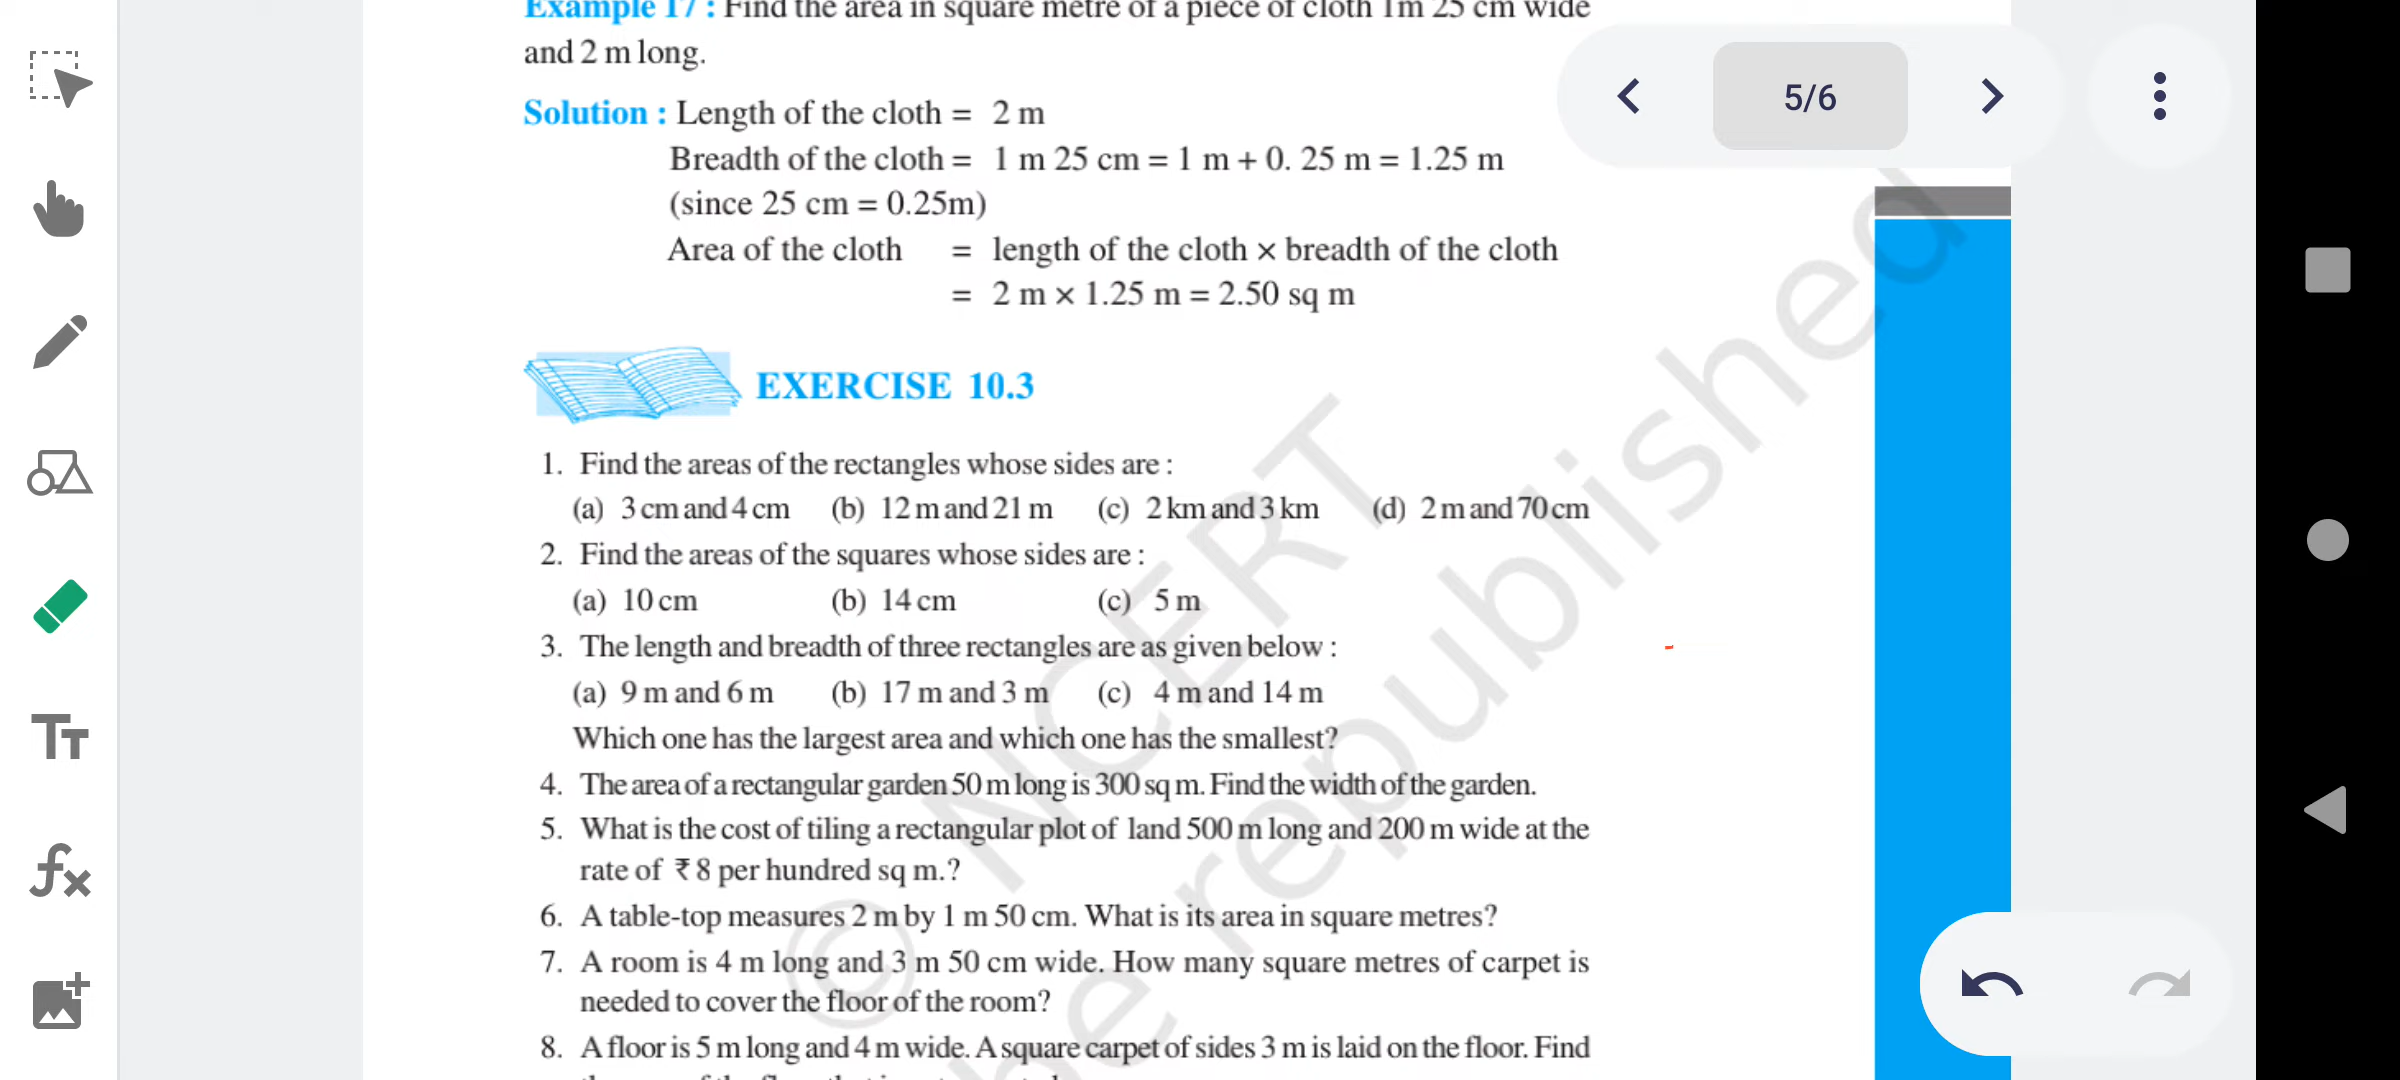 Example 17 : Find the area in square metre of a piece of cloth 1m 25 cm wide
and 2 m long.
Solution : Length of the cloth = 2 m
Breadth of the cloth = 1 m 25 cm = 1 m + 0. 25 m = 1.25 m
(since 25 cm = 0.25m)
Area of the cloth = length of the cloth × breadth of the cloth
= 2 m × 1.25 m = 2.50 sq m
5/6
EXERCISE 10.3
1. Find the areas of the rectangles whose sides are :
(a) 3 cm and 4 cm (b) 12 m and 21 m (c) 2 km and 3 km (d) 2 m and 70 cm
2. Find the areas of the squares whose sides are :
(a) 10 cm (b) 14 cm (c) 5 m
3. The length and breadth of three rectangles are as given below :
(a) 9 m and 6 m (b) 17 m and 3 m (c) 4 m and 14 m
Which one has the largest area and which one has the smallest?
4. The area of a rectangular garden 50 m long is 300 sq m. Find the width of the garden.
5. What is the cost of tiling a rectangular plot of land 500 m long and 200 m wide at the
rate of ₹ 8 per hundred sq m.?
6. A table-top measures 2 m by 1 m 50 cm. What is its area in square metres?
7. A room is 4 m long and 3 m 50 cm wide. How many square metres of carpet is
needed to cover the floor of the room?
8. A floor is 5 m long and 4 m wide. A square carpet of sides 3 m is laid on the floor. Find
© NCERT
republished
Tт
fx